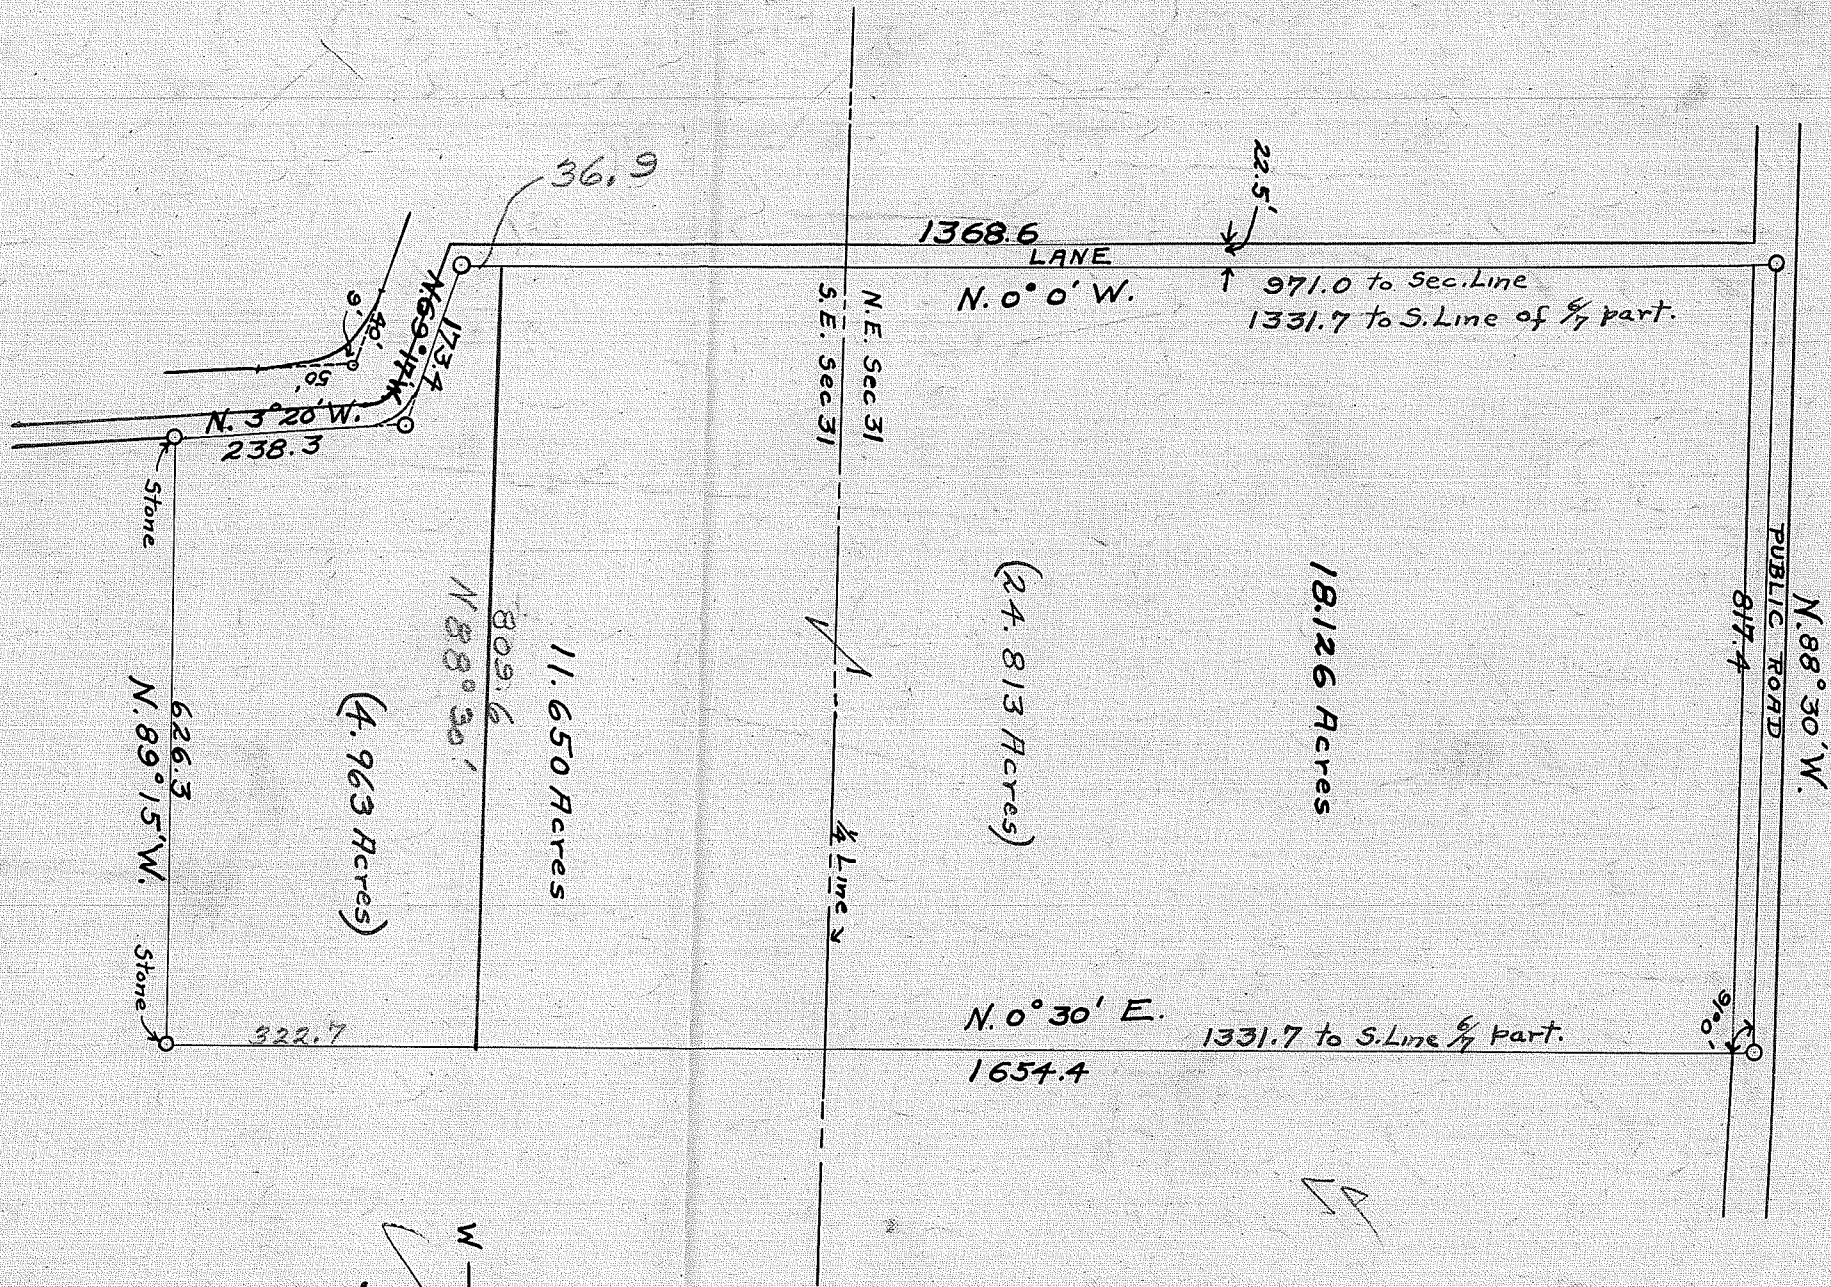 36.9
22.5'
1368.6
LANE
N. 0° 0' W.
971.0 to Sec. Line
1331.7 to S. Line of 6/7 part.
N. 69° 17' W
173.4
9'
40'
50'
N. 3° 20' W.
238.3
Stone
N.E. Sec 31.
S.E. Sec 31
1/4 Line
N. 88° 30' W.
PUBLIC ROAD
817.4
18.126 Acres
(24.813 Acres)
11.650 Acres
809.6
N 88° 30'
(4.963 Acres)
626.3
N. 89° 15' W.
Stone
322.7
N. 0° 30' E.
1331.7 to S. Line 6/7 part.
1654.4
W